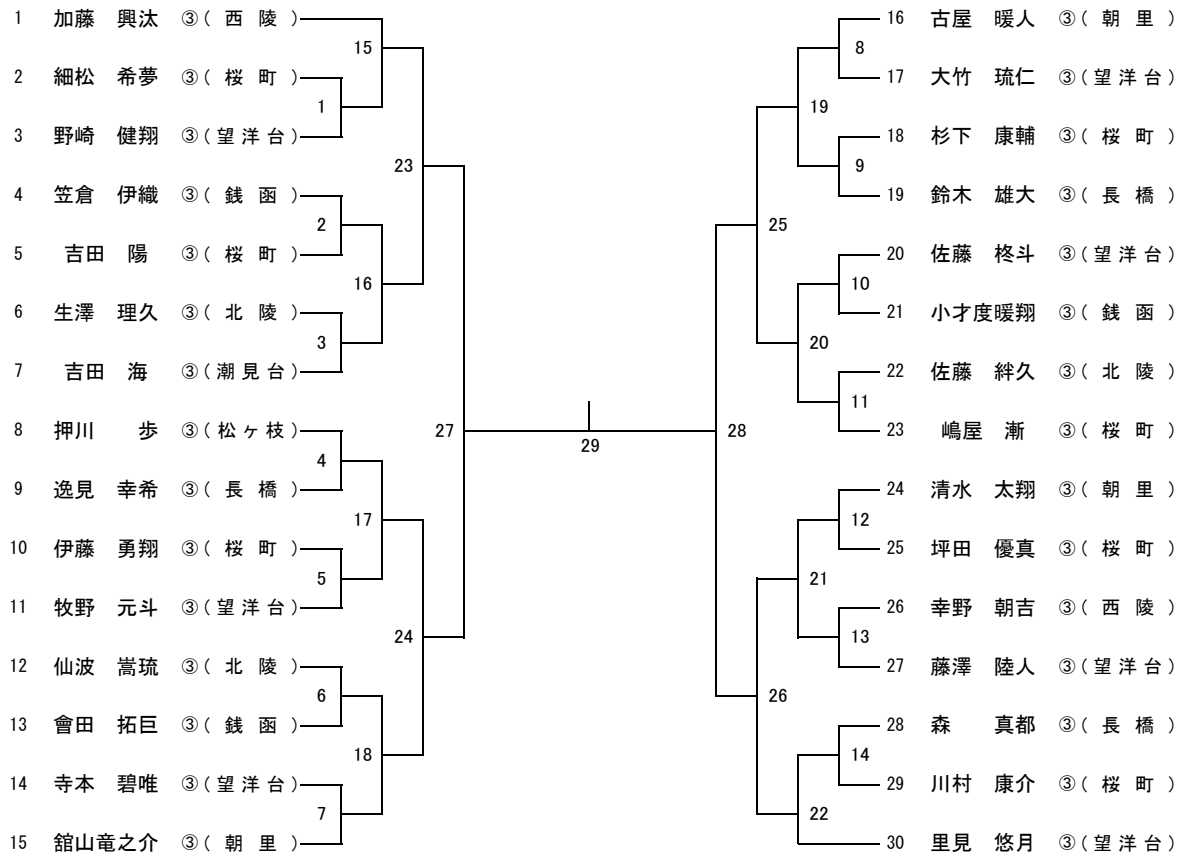 1 加藤 興汰 ③( 西 陵 )
2 細松 希夢 ③( 桜 町 )
3 野崎 健翔 ③(望洋台)
4 笠倉 伊織 ③( 銭 函 )
5 吉田 陽 ③( 桜 町 )
6 生澤 理久 ③( 北 陵 )
7 吉田 海 ③(潮見台)
8 押川 歩 ③(松ヶ枝)
9 逸見 幸希 ③( 長 橋 )
10 伊藤 勇翔 ③( 桜 町 )
11 牧野 元斗 ③(望洋台)
12 仙波 嵩琉 ③( 北 陵 )
13 會田 拓巨 ③( 銭 函 )
14 寺本 碧唯 ③(望洋台)
15 舘山竜之介 ③( 朝 里 )
15
1
2
3
4
5
6
7
16
17
18
23
24
27
29
28
25
26
19
20
21
22
8
9
10
11
12
13
14
16 古屋 暖人 ③( 朝 里 )
17 大竹 琉仁 ③(望洋台)
18 杉下 康輔 ③( 桜 町 )
19 鈴木 雄大 ③( 長 橋 )
20 佐藤 柊斗 ③(望洋台)
21 小才度暖翔 ③( 銭 函 )
22 佐藤 絆久 ③( 北 陵 )
23 嶋屋 漸 ③( 桜 町 )
24 清水 太翔 ③( 朝 里 )
25 坪田 優真 ③( 桜 町 )
26 幸野 朝吉 ③( 西 陵 )
27 藤澤 陸人 ③(望洋台)
28 森 真都 ③( 長 橋 )
29 川村 康介 ③( 桜 町 )
30 里見 悠月 ③(望洋台)